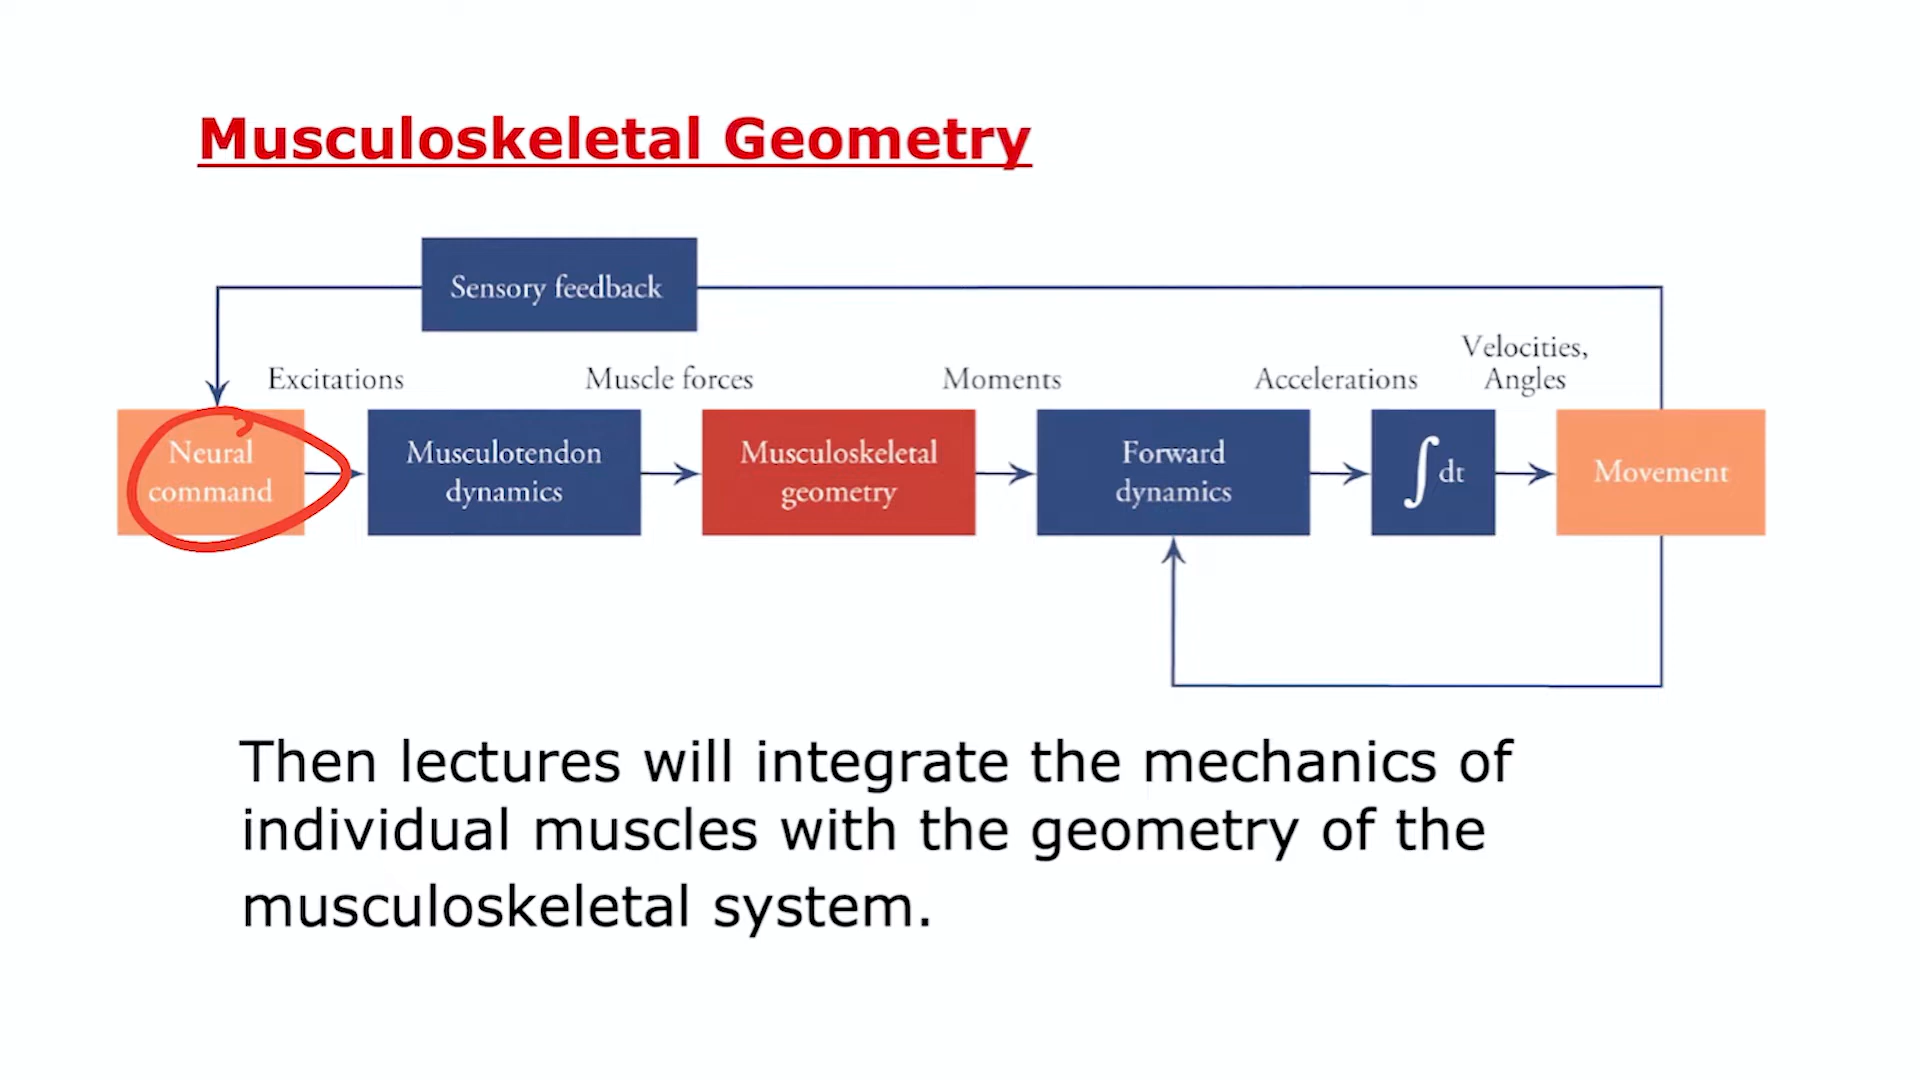 Musculoskeletal Geometry
Sensory feedback
Excitations
Muscle forces
Moments
Accelerations
Velocities,
Angles
Neural
command
Musculotendon
dynamics
Musculoskeletal
geometry
Forward
dynamics
∫dt
Movement
Then lectures will integrate the mechanics of
individual muscles with the geometry of the
musculoskeletal system.